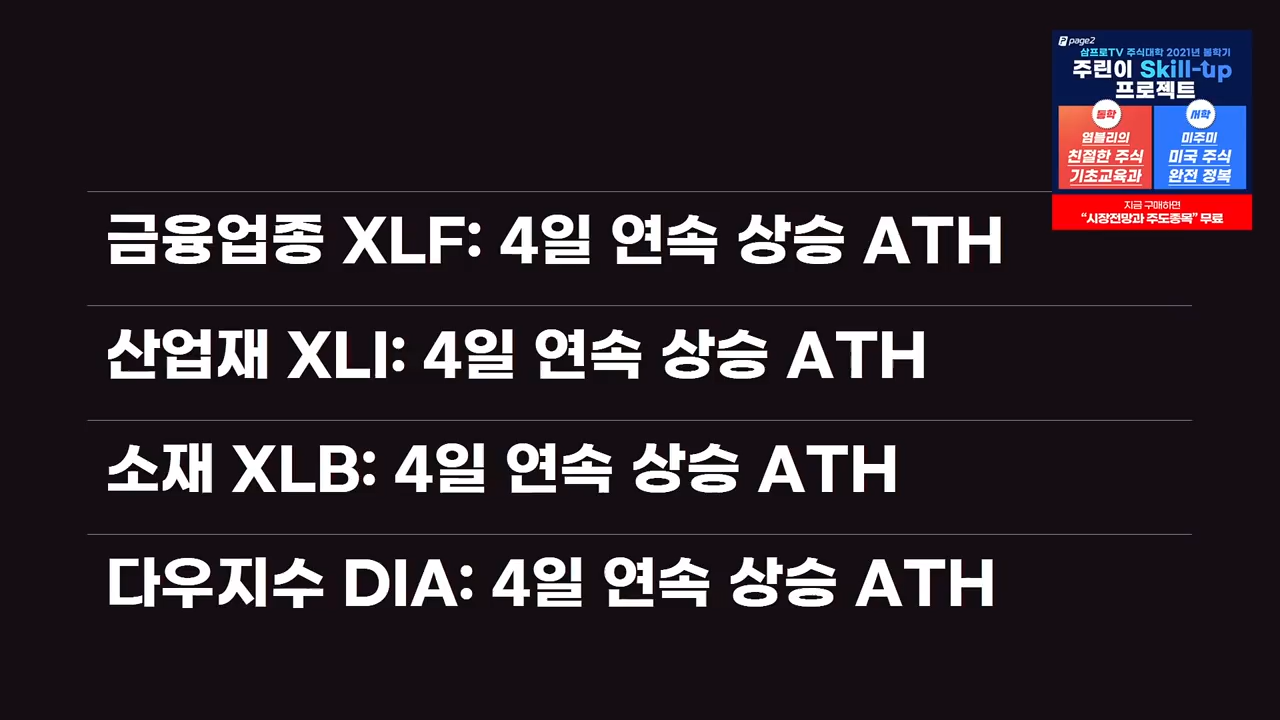 page2
삼프로TV 주식대학 2021년 봄학기
주린이 Skill-up
프로젝트
동학
염블리의
친절한 주식
기초교육과
서학
미주미
미국 주식
완전 정복
지금 구매하면
“시장전망과 주도종목” 무료
금융업종 XLF: 4일 연속 상승 ATH
산업재 XLI: 4일 연속 상승 ATH
소재 XLB: 4일 연속 상승 ATH
다우지수 DIA: 4일 연속 상승 ATH